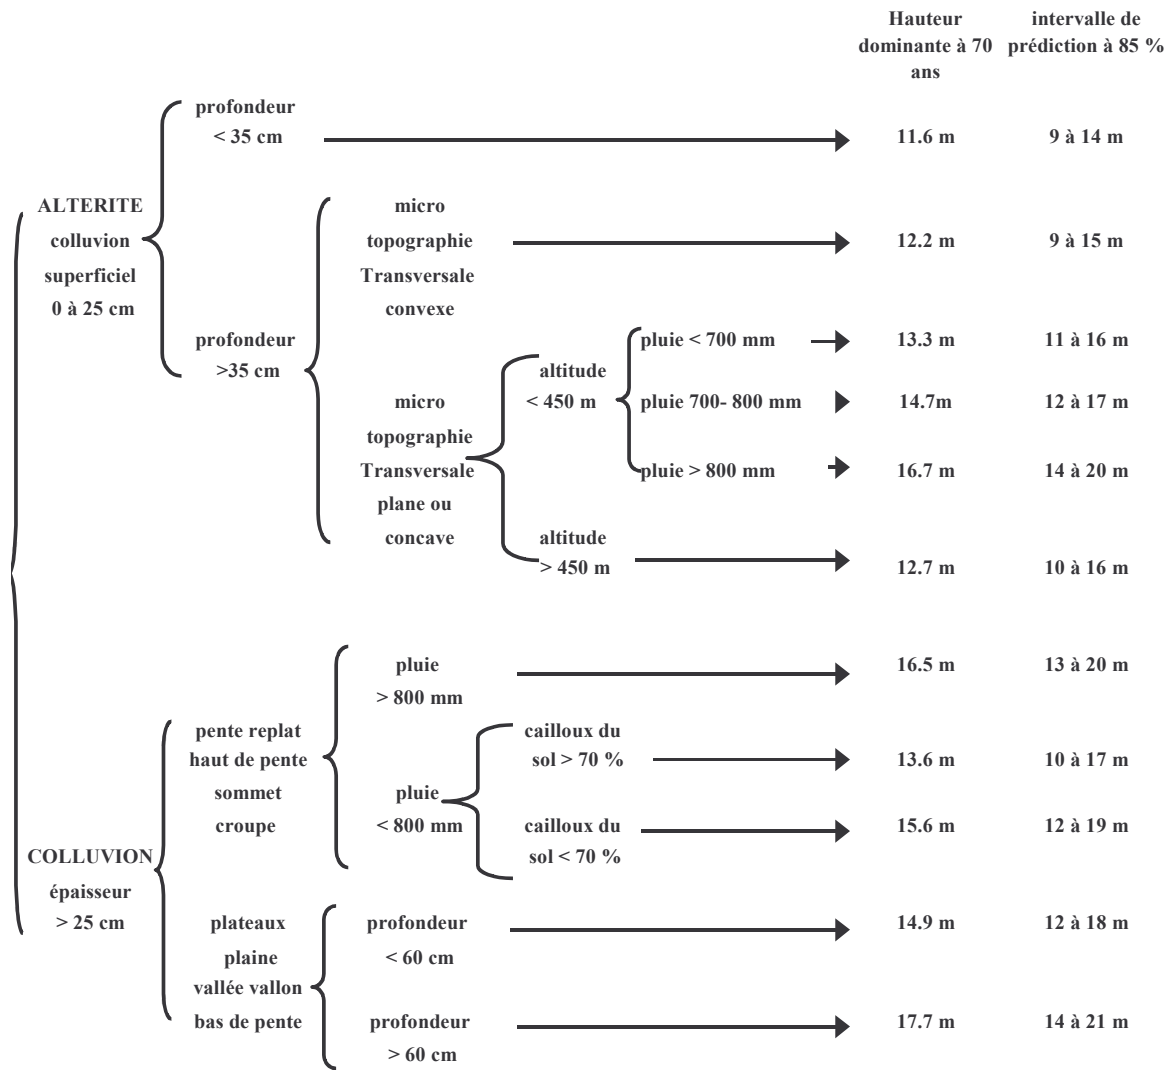 Hauteur
dominante à 70
ans
intervalle de
prédiction à 85 %
profondeur
< 35 cm
11.6 m
9 à 14 m
ALTERITE
colluvion
superficiel
0 à 25 cm
micro
topographie
Transversale
convexe
12.2 m
9 à 15 m
profondeur
>35 cm
micro
topographie
Transversale
plane ou
concave
altitude
< 450 m
pluie < 700 mm
13.3 m
11 à 16 m
pluie 700- 800 mm
14.7m
12 à 17 m
pluie > 800 mm
16.7 m
14 à 20 m
altitude
> 450 m
12.7 m
10 à 16 m
COLLUVION
épaisseur
> 25 cm
pente replat
haut de pente
sommet
croupe
pluie
> 800 mm
16.5 m
13 à 20 m
pluie
< 800 mm
cailloux du
sol > 70 %
13.6 m
10 à 17 m
cailloux du
sol < 70 %
15.6 m
12 à 19 m
plateaux
plaine
vallée vallon
bas de pente
profondeur
< 60 cm
14.9 m
12 à 18 m
profondeur
> 60 cm
17.7 m
14 à 21 m